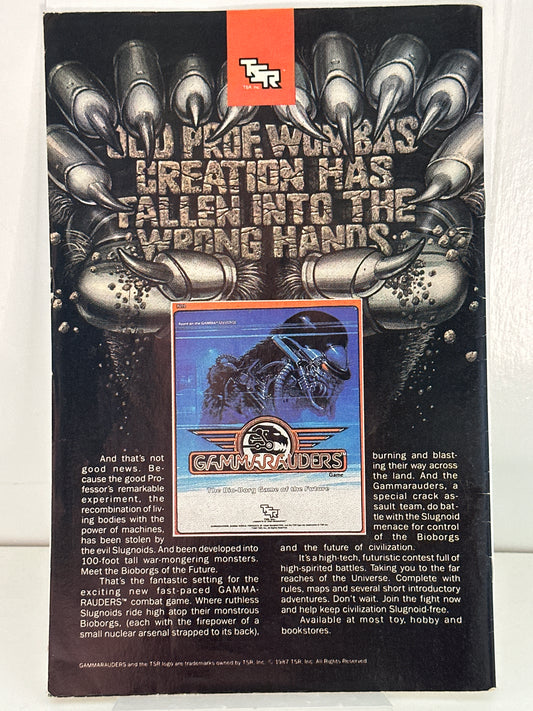 TSR
TSR, Inc.
OLD PROF. WOMBA'S
CREATION HAS
FALLEN INTO THE
WRONG HANDS.
GAMMARAUDERS
Game
The Bio-Borg Game of the Future
TSR
And that's not
good news. Be-
cause the good Pro-
fessor's remarkable
experiment, the
recombination of liv-
ing bodies with the
power of machines,
has been stolen by
the evil Slugnoids. And been developed into
100-foot tall war-mongering monsters.
Meet the Bioborgs of the Future.
That's the fantastic setting for the
exciting new fast-paced GAMMA-
RAUDERS™ combat game. Where ruthless
Slugnoids ride high atop their monstrous
Bioborgs, (each with the firepower of a
small nuclear arsenal strapped to its back),
burning and blast-
ing their way across
the land. And the
Gammarauders, a
special crack as-
sault team, do bat-
tle with the Slugnoid
menace for control
of the Bioborgs
and the future of civilization.
It's a high-tech, futuristic contest full of
high-spirited battles. Taking you to the far
reaches of the Universe. Complete with
rules, maps and several short introductory
adventures. Don't wait. Join the fight now
and help keep civilization Slugnoid-free.
Available at most toy, hobby and
bookstores.
GAMMARAUDERS and the TSR logo are trademarks owned by TSR, Inc. © 1987 TSR, Inc. All Rights Reserved.